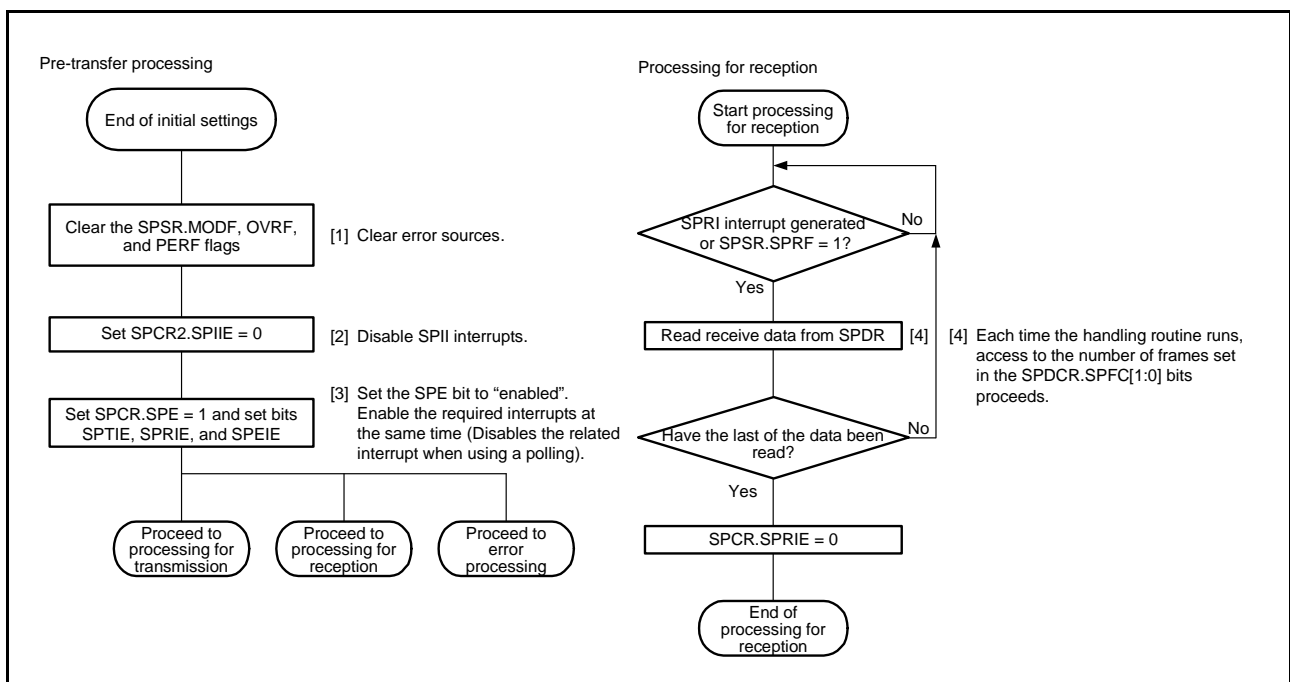 Pre-transfer processing
End of initial settings
Clear the SPSR.MODF, OVRF,
and PERF flags
[1] Clear error sources.
Set SPCR2.SPIIE = 0
[2] Disable SPII interrupts.
Set SPCR.SPE = 1 and set bits
SPTIE, SPRIE, and SPEIE
[3] Set the SPE bit to “enabled”.
Enable the required interrupts at
the same time (Disables the related
interrupt when using a polling).
Proceed to
processing for
transmission
Proceed to
processing for
reception
Proceed to
error
processing
Processing for reception
Start processing
for reception
SPRI interrupt generated
or SPSR.SPRF = 1?
No
Yes
Read receive data from SPDR
[4]
[4] Each time the handling routine runs,
access to the number of frames set
in the SPDCR.SPFC[1:0] bits
proceeds.
Have the last of the data been
read?
No
Yes
SPCR.SPRIE = 0
End of
processing for
reception